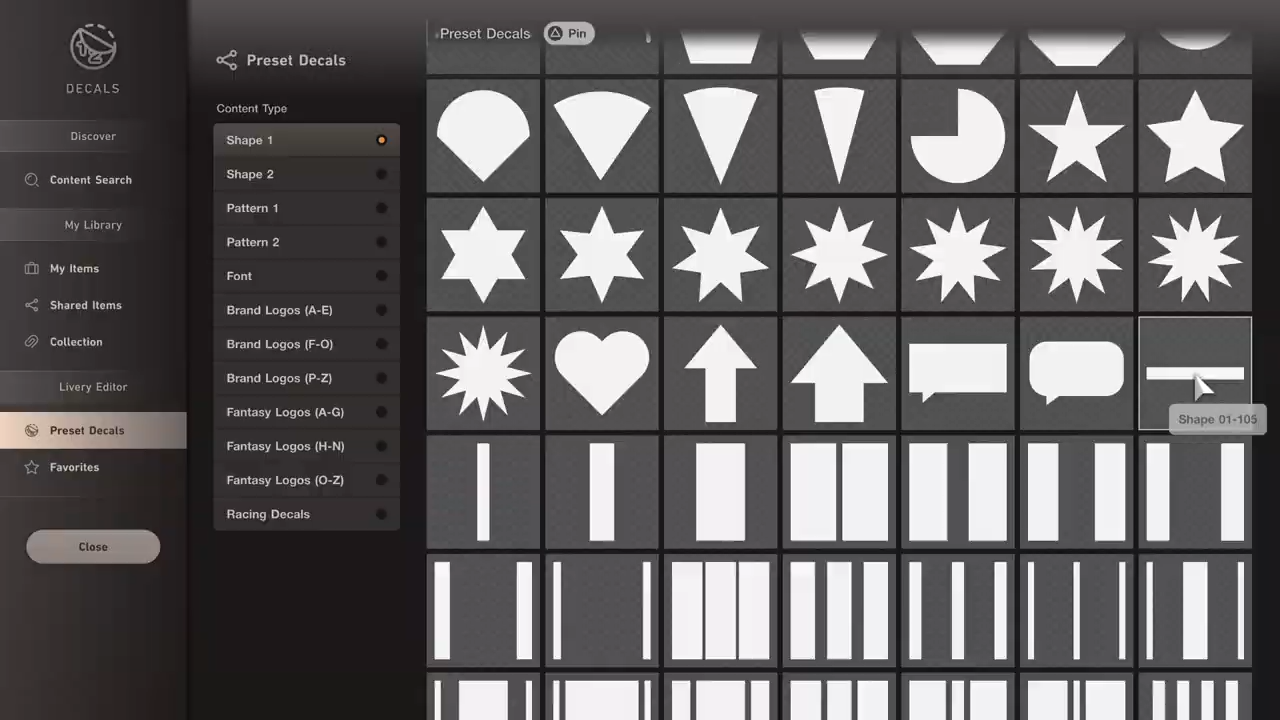 DECALS
Discover
Content Search
My Library
My Items
Shared Items
Collection
Livery Editor
Preset Decals
Favorites
Close
Preset Decals
Content Type
Shape 1
Shape 2
Pattern 1
Pattern 2
Font
Brand Logos (A-E)
Brand Logos (F-O)
Brand Logos (P-Z)
Fantasy Logos (A-G)
Fantasy Logos (H-N)
Fantasy Logos (O-Z)
Racing Decals
Preset Decals
Pin
Shape 01-105